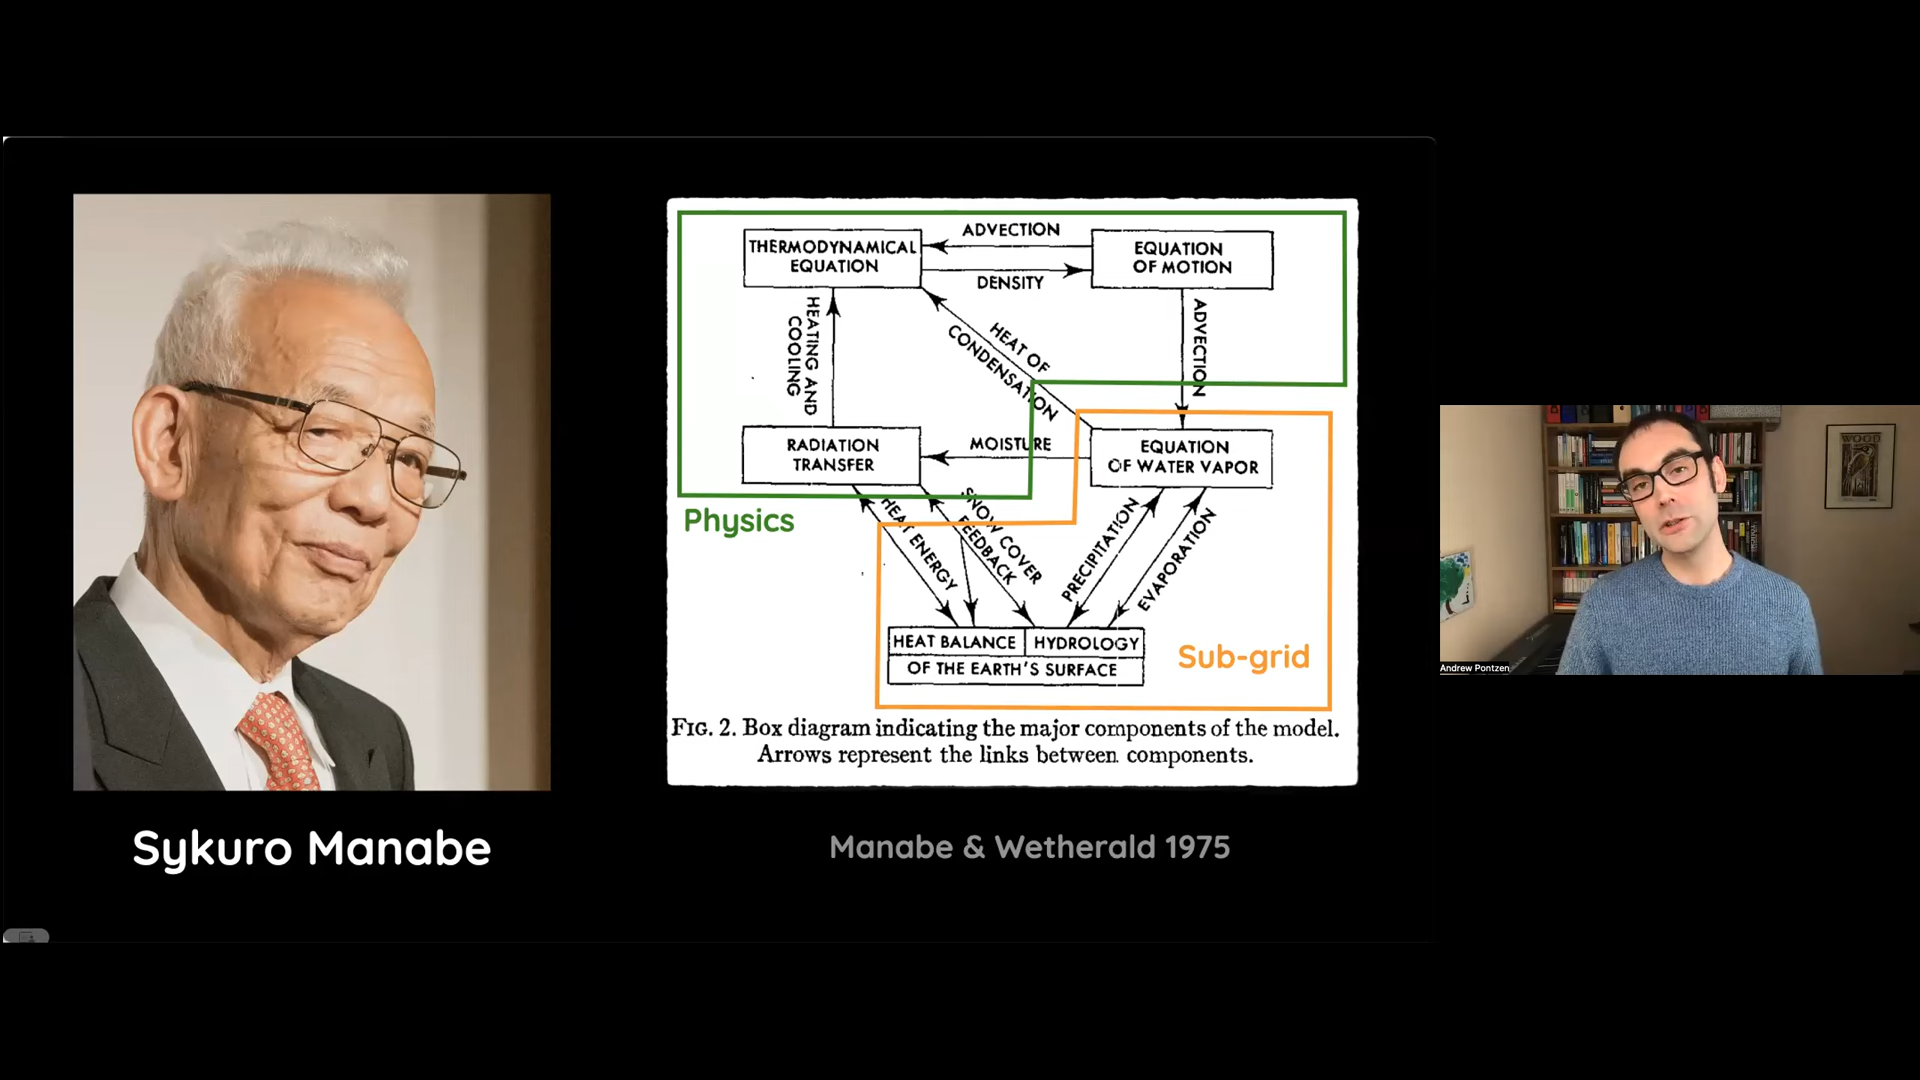 ADVECTION
THERMODYNAMICAL
EQUATION
EQUATION
OF MOTION
DENSITY
HEATING AND
COOLING
HEAT OF
CONDENSATION
ADVECTION
RADIATION
TRANSFER
MOISTURE
EQUATION
OF WATER VAPOR
Physics
HEAT ENERGY
SNOW COVER
FEEDBACK
PRECIPITATION
EVAPORATION
HEAT BALANCE
HYDROLOGY
OF THE EARTH'S SURFACE
Sub-grid
FIG. 2. Box diagram indicating the major components of the model.
Arrows represent the links between components.
Sykuro Manabe
Manabe & Wetherald 1975
WOOD
Andrew Pontzen